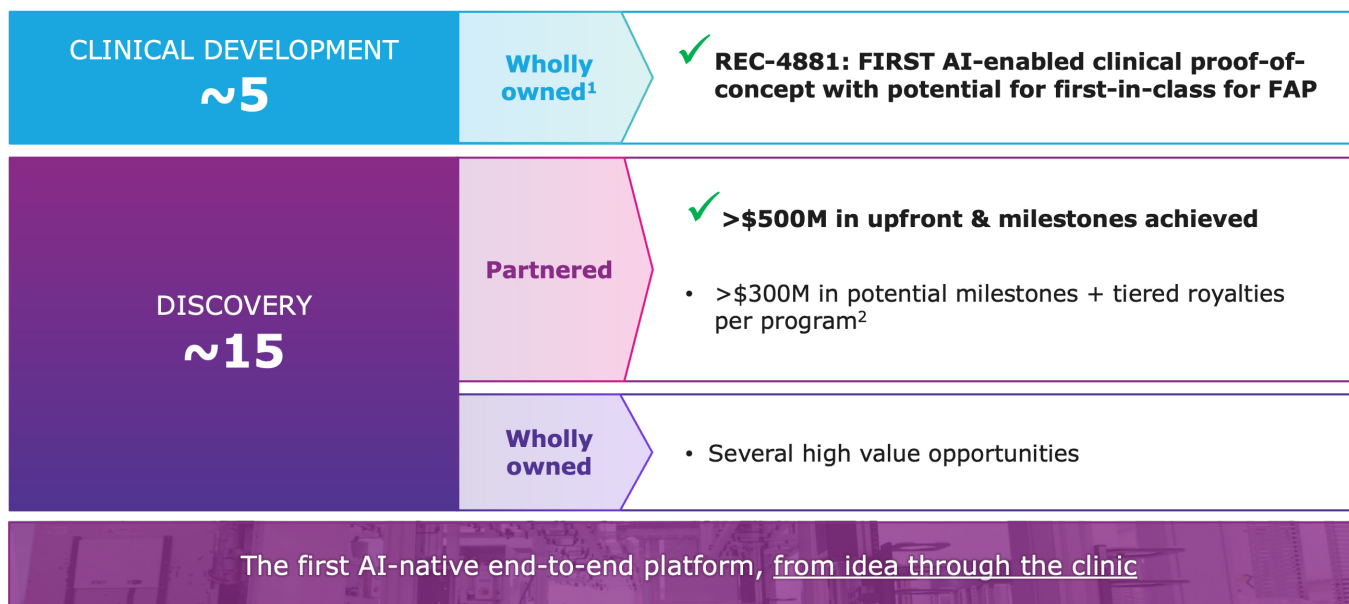 CLINICAL DEVELOPMENT
~5
Wholly
owned¹
✓ REC-4881: FIRST AI-enabled clinical proof-of-
concept with potential for first-in-class for FAP
DISCOVERY
~15
Partnered
✓ >$500M in upfront & milestones achieved
• >$300M in potential milestones + tiered royalties
per program²
Wholly
owned
• Several high value opportunities
The first AI-native end-to-end platform, from idea through the clinic